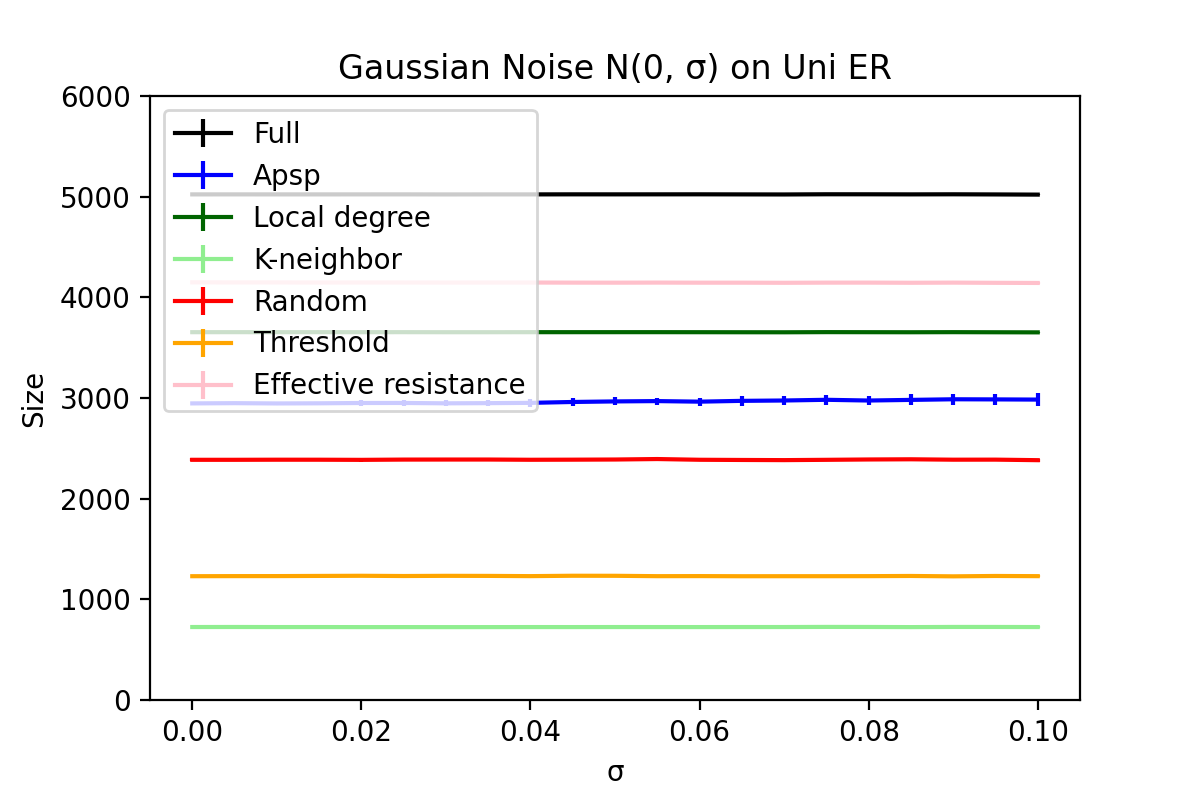 Gaussian Noise N(0, σ) on Uni ER
6000
5000
4000
3000
2000
1000
0
Size
Full
Apsp
Local degree
K-neighbor
Random
Threshold
Effective resistance
0.00 0.02 0.04 0.06 0.08 0.10
σ